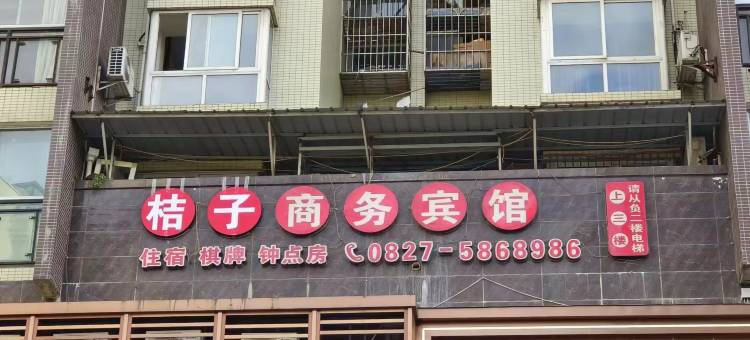 桔子商务宾馆
住宿 棋牌 钟点房 0827-5868986
请从负二楼电梯
上三楼